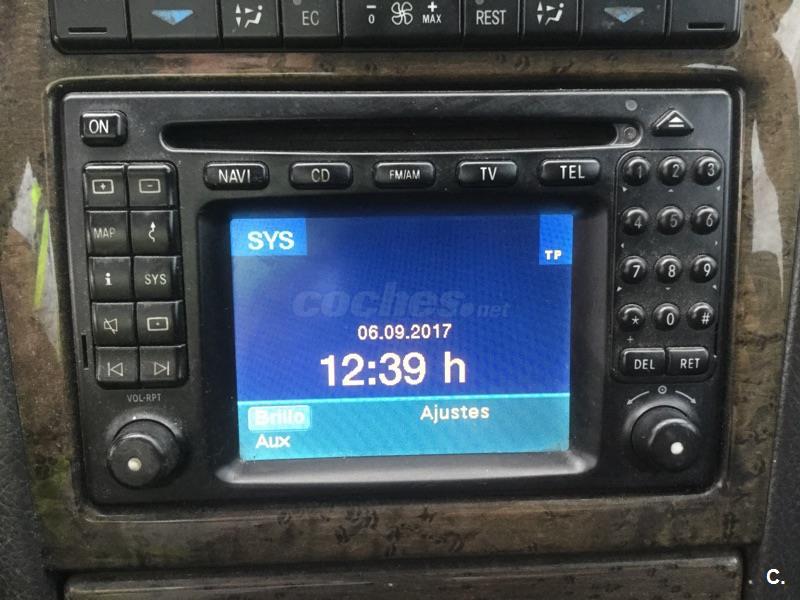 EC
0 MAX
REST
ON
NAVI CD FM/AM TV TEL
1 2 3
MAP
4 5 6
i SYS
7 8 9
* 0 #
DEL RET
VOL-RPT
SYS
TP
coches.net
06.09.2017
12:39 h
Brillo Ajustes
Aux
C.